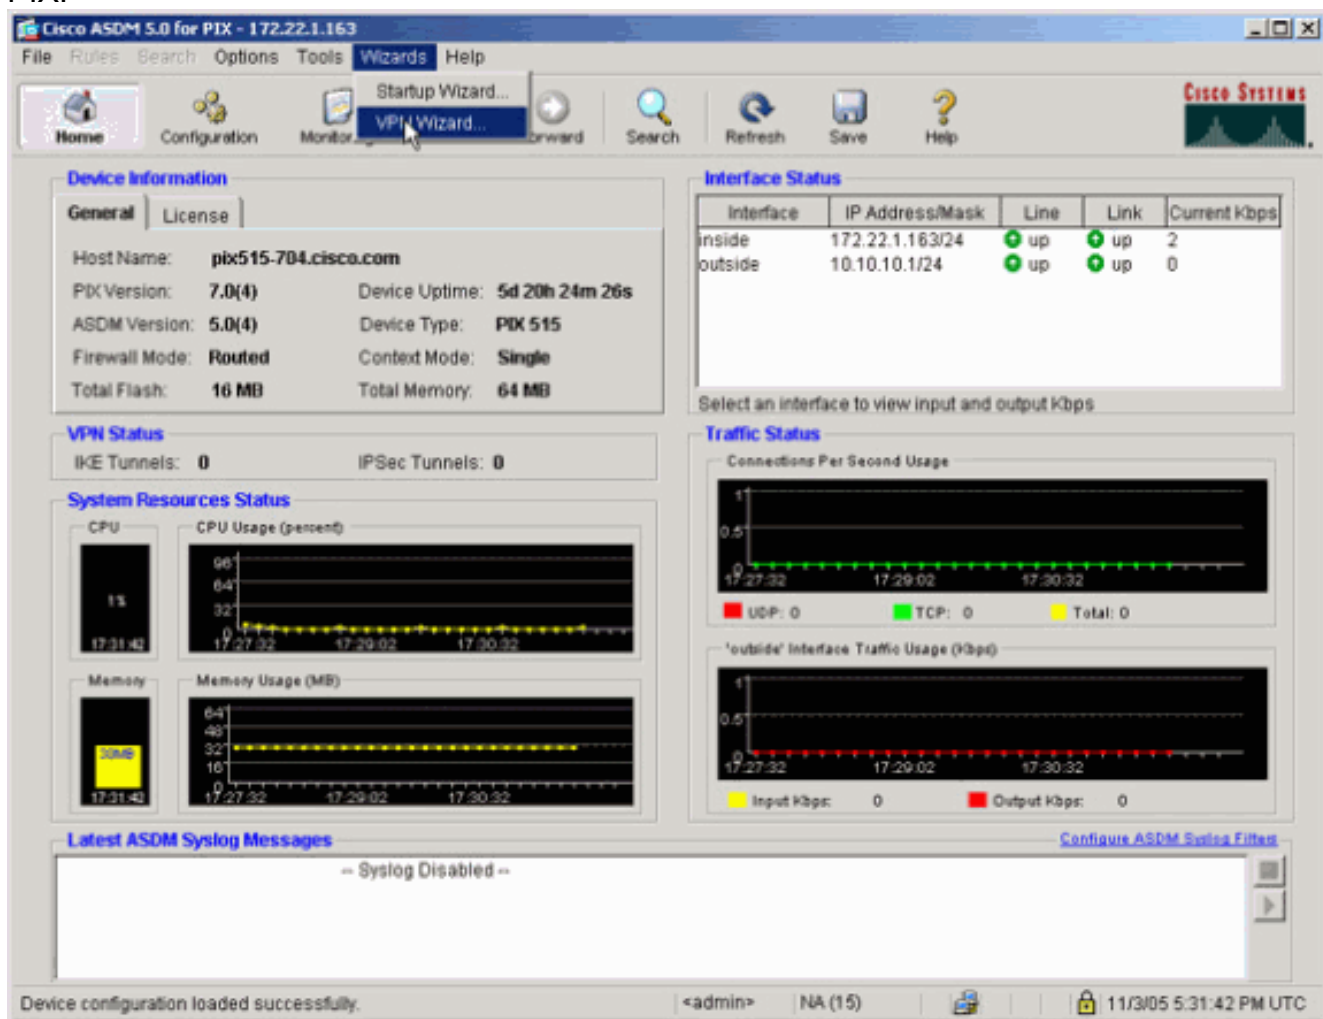 Cisco ASDM 5.0 for PIX - 172.22.1.163
File Rules Search Options Tools Wizards Help
Startup Wizard...
VPN Wizard...
Home Configuration Search Refresh Save Help
Cisco Systems
Device Information
General License
Host Name: pix515-704.cisco.com
PIX Version: 7.0(4) Device Uptime: 5d 20h 24m 26s
ASDM Version: 5.0(4) Device Type: PIX 515
Firewall Mode: Routed Context Mode: Single
Total Flash: 16 MB Total Memory: 64 MB
Interface Status
Interface IP Address/Mask Line Link Current Kbps
inside 172.22.1.163/24 up up 2
outside 10.10.10.1/24 up up 0
Select an interface to view input and output Kbps
VPN Status
IKE Tunnels: 0 IPSec Tunnels: 0
System Resources Status
CPU
1%
17:31:42
CPU Usage (percent)
96
64
32
0
17:27:32 17:29:02 17:30:32
Memory
30MB
17:31:42
Memory Usage (MB)
64
48
32
16
0
17:27:32 17:29:02 17:30:32
Traffic Status
Connections Per Second Usage
1
0.5
0
17:27:32 17:29:02 17:30:32
UDP: 0 TCP: 0 Total: 0
'outside' Interface Traffic Usage (Kbps)
1
0.5
0
17:27:32 17:29:02 17:30:32
Input Kbps: 0 Output Kbps: 0
Latest ASDM Syslog Messages Configure ASDM Syslog Filters
-- Syslog Disabled --
Device configuration loaded successfully. <admin> NA (15) 11/3/05 5:31:42 PM UTC